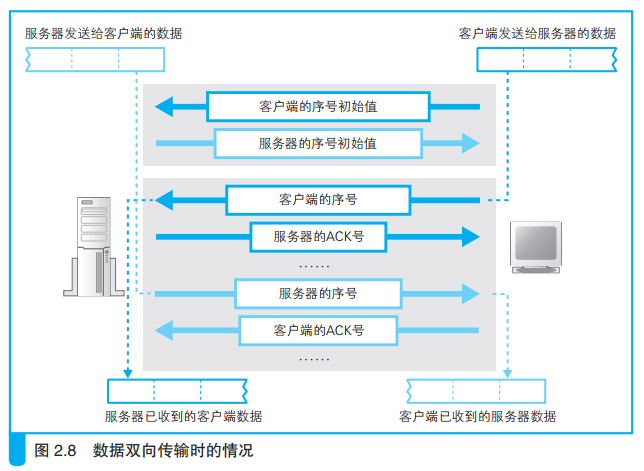 服务器发送给客户端的数据
客户端发送给服务器的数据
客户端的序号初始值
服务器的序号初始值
客户端的序号
服务器的ACK号
……
服务器的序号
客户端的ACK号
……
服务器已收到的客户端数据
客户端已收到的服务器数据
图 2.8 数据双向传输时的情况